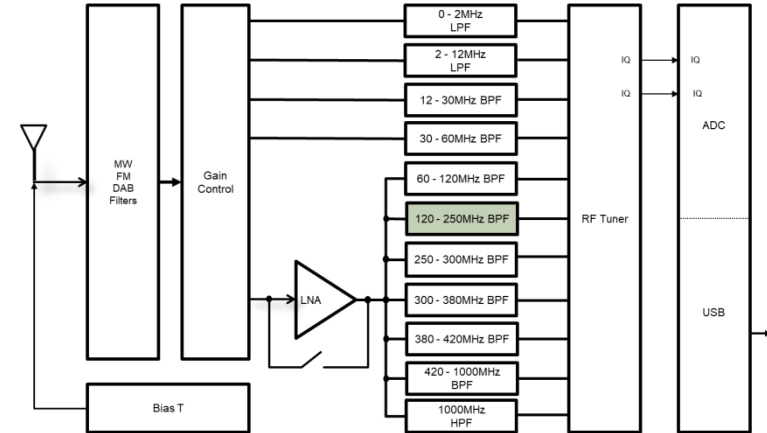 0 - 2MHz
LPF
2 - 12MHz
LPF
12 - 30MHz BPF
30 - 60MHz BPF
60 - 120MHz BPF
120 - 250MHz BPF
250 - 300MHz BPF
300 - 380MHz BPF
380 - 420MHz BPF
420 - 1000MHz
BPF
1000MHz
HPF
MW
FM
DAB
Filters
Gain
Control
LNA
Bias T
RF Tuner
IQ
IQ
IQ
IQ
ADC
USB